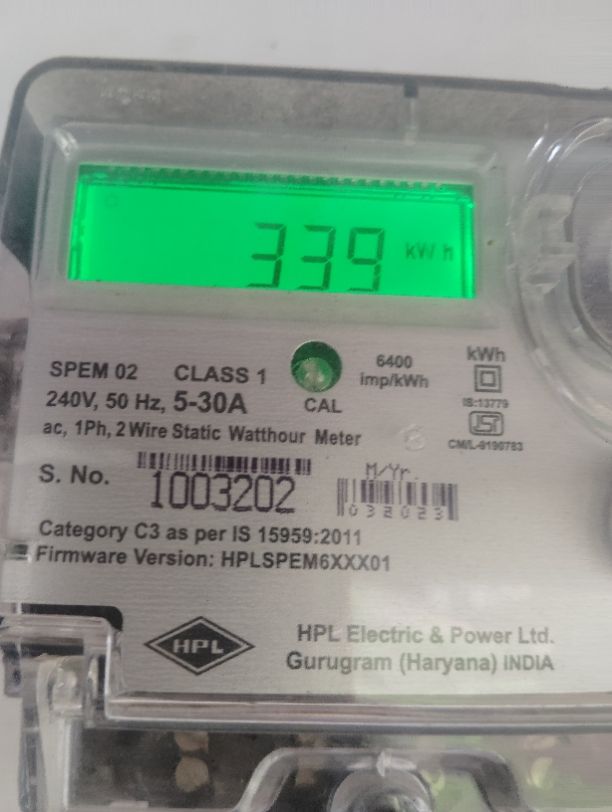 339 kWh
SPEM 02 CLASS 1
6400
imp/kWh
kWh
240V, 50 Hz, 5-30A
CAL
IS:13779
ISI
ac, 1Ph, 2 Wire Static Watthour Meter
CM/L-9190783
S. No. 1003202
M/Yr.
032023
Category C3 as per IS 15959:2011
Firmware Version: HPLSPEM6XXX01
HPL
HPL Electric & Power Ltd.
Gurugram (Haryana) INDIA